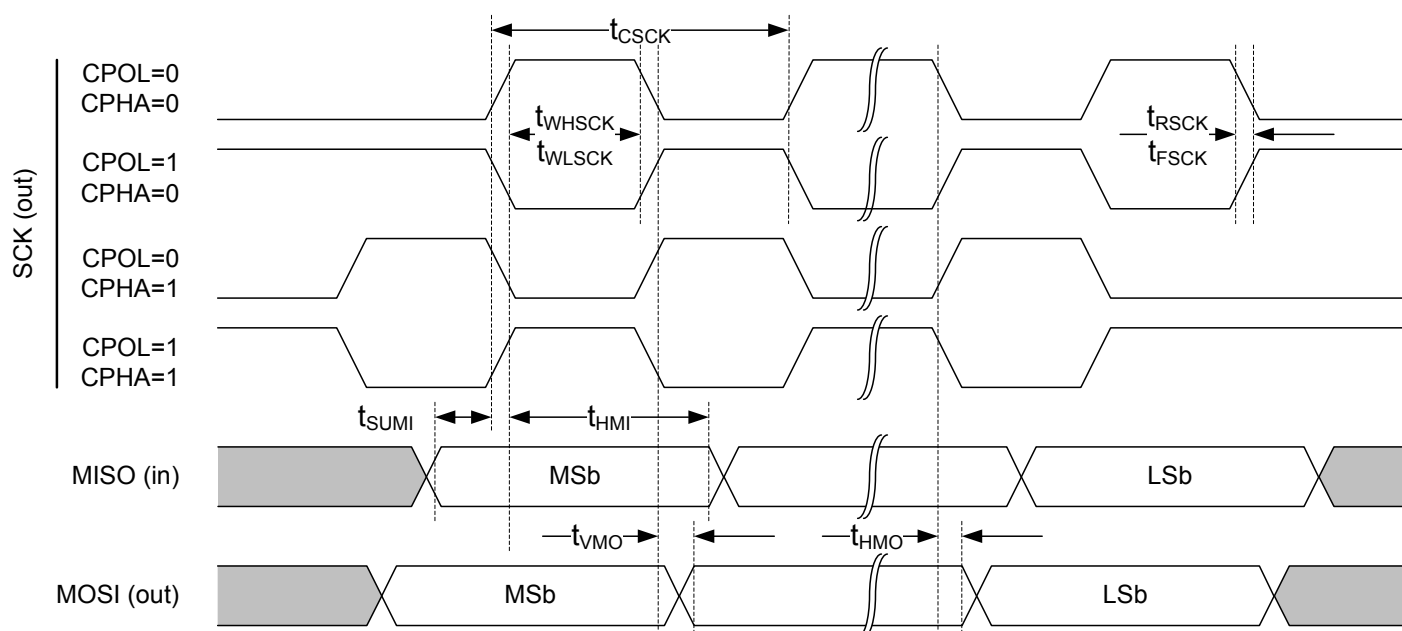 tCSCK
CPOL=0
CPHA=0
tWHSCK
tWLSCK
tRSCK
tFSCK
CPOL=1
CPHA=0
SCK (out)
CPOL=0
CPHA=1
CPOL=1
CPHA=1
tSUMI
tHMI
MISO (in)
MSb
LSb
tVMO
tHMO
MOSI (out)
MSb
LSb